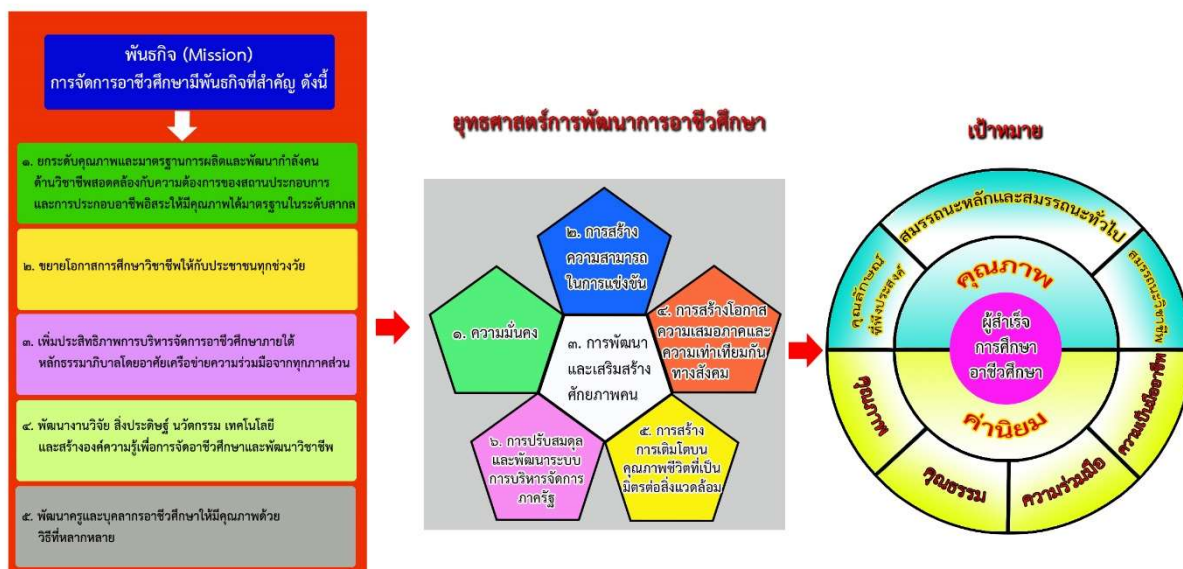 พันธกิจ (Mission)
การจัดการอาชีวศึกษามีพันธกิจที่สำคัญ ดังนี้
๑. ยกระดับคุณภาพและมาตรฐานการผลิตและพัฒนากำลังคน
ด้านวิชาชีพสอดคล้องกับความต้องการของสถานประกอบการ
และการประกอบอาชีพอิสระให้มีคุณภาพได้มาตรฐานในระดับสากล
๒. ขยายโอกาสการศึกษาวิชาชีพให้กับประชาชนทุกช่วงวัย
๓. เพิ่มประสิทธิภาพการบริหารจัดการอาชีวศึกษาภายใต้
หลักธรรมาภิบาลโดยอาศัยเครือข่ายความร่วมมือจากทุกภาคส่วน
๔. พัฒนางานวิจัย สิ่งประดิษฐ์ นวัตกรรม เทคโนโลยี
และสร้างองค์ความรู้เพื่อการจัดอาชีวศึกษาและพัฒนาวิชาชีพ
๕. พัฒนาครูและบุคลากรอาชีวศึกษาให้มีคุณภาพด้วย
วิธีที่หลากหลาย
ยุทธศาสตร์การพัฒนาการอาชีวศึกษา
๑. ความมั่นคง
๒. การสร้าง
ความสามารถ
ในการแข่งขัน
๓. การพัฒนา
และเสริมสร้าง
ศักยภาพคน
๔. การสร้างโอกาส
ความเสมอภาคและ
ความเท่าเทียมกัน
ทางสังคม
๕. การสร้าง
การเติบโตบน
คุณภาพชีวิตที่เป็น
มิตรต่อสิ่งแวดล้อม
๖. การปรับสมดุล
และพัฒนาระบบ
การบริหารจัดการ
ภาครัฐ
เป้าหมาย
คุณลักษณ์
ที่พึงประสงค์
สมรรถนะหลักและสมรรถนะทั่วไป
สมรรถนะวิชาชีพ
คุณภาพ
ผู้สำเร็จ
การศึกษา
อาชีวศึกษา
ค่านิยม
คุณภาพ
คุณธรรม
ความร่วมมือ
ความเป็นมืออาชีพ